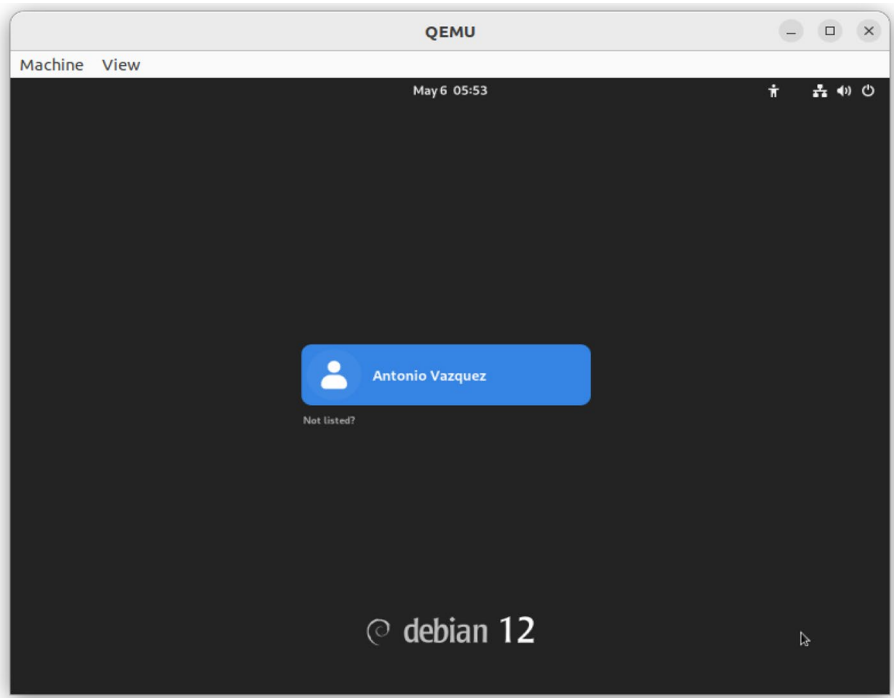 QEMU
Machine View
May 6 05:53
Antonio Vazquez
Not listed?
debian 12